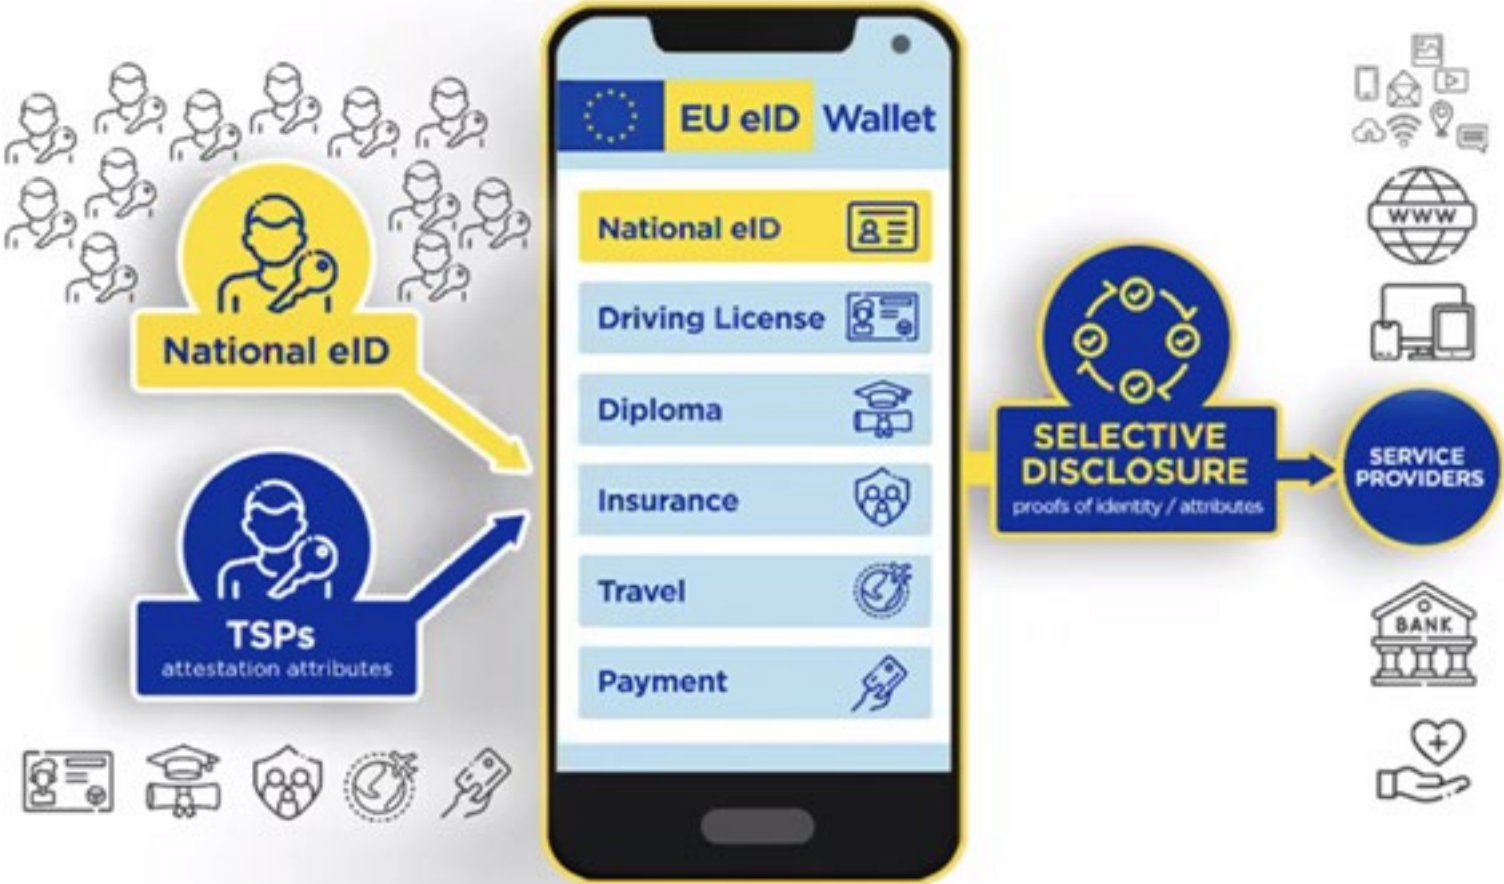 National eID
TSPs
attestation attributes
EU eID Wallet
National eID
Driving License
Diploma
Insurance
Travel
Payment
SELECTIVE
DISCLOSURE
proofs of identity / attributes
WWW
SERVICE
PROVIDERS
BANK